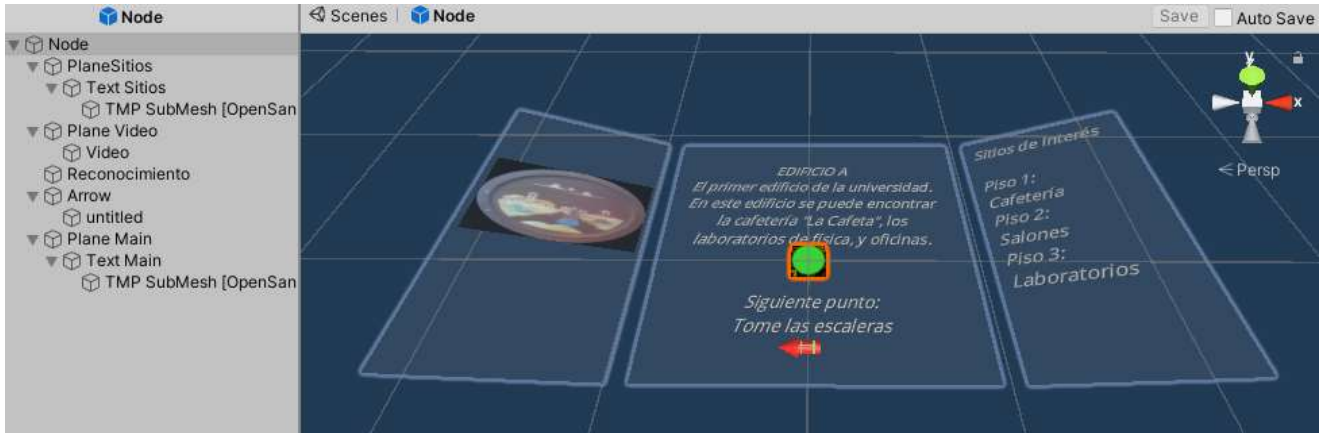 Node
Scenes
Node
Save
Auto Save
Node
PlaneSitios
Text Sitios
TMP SubMesh [OpenSan
Plane Video
Video
Reconocimiento
Arrow
untitled
Plane Main
Text Main
TMP SubMesh [OpenSan
EDIFICIO A
El primer edificio de la universidad.
En este edificio se puede encontrar
la cafetería "La Cafeta", los
laboratorios de física, y oficinas.
Siguiente punto:
Tome las escaleras
Sitios de Interés
Piso 1:
Cafetería
Piso 2:
Salones
Piso 3:
Laboratorios
y
x
Persp